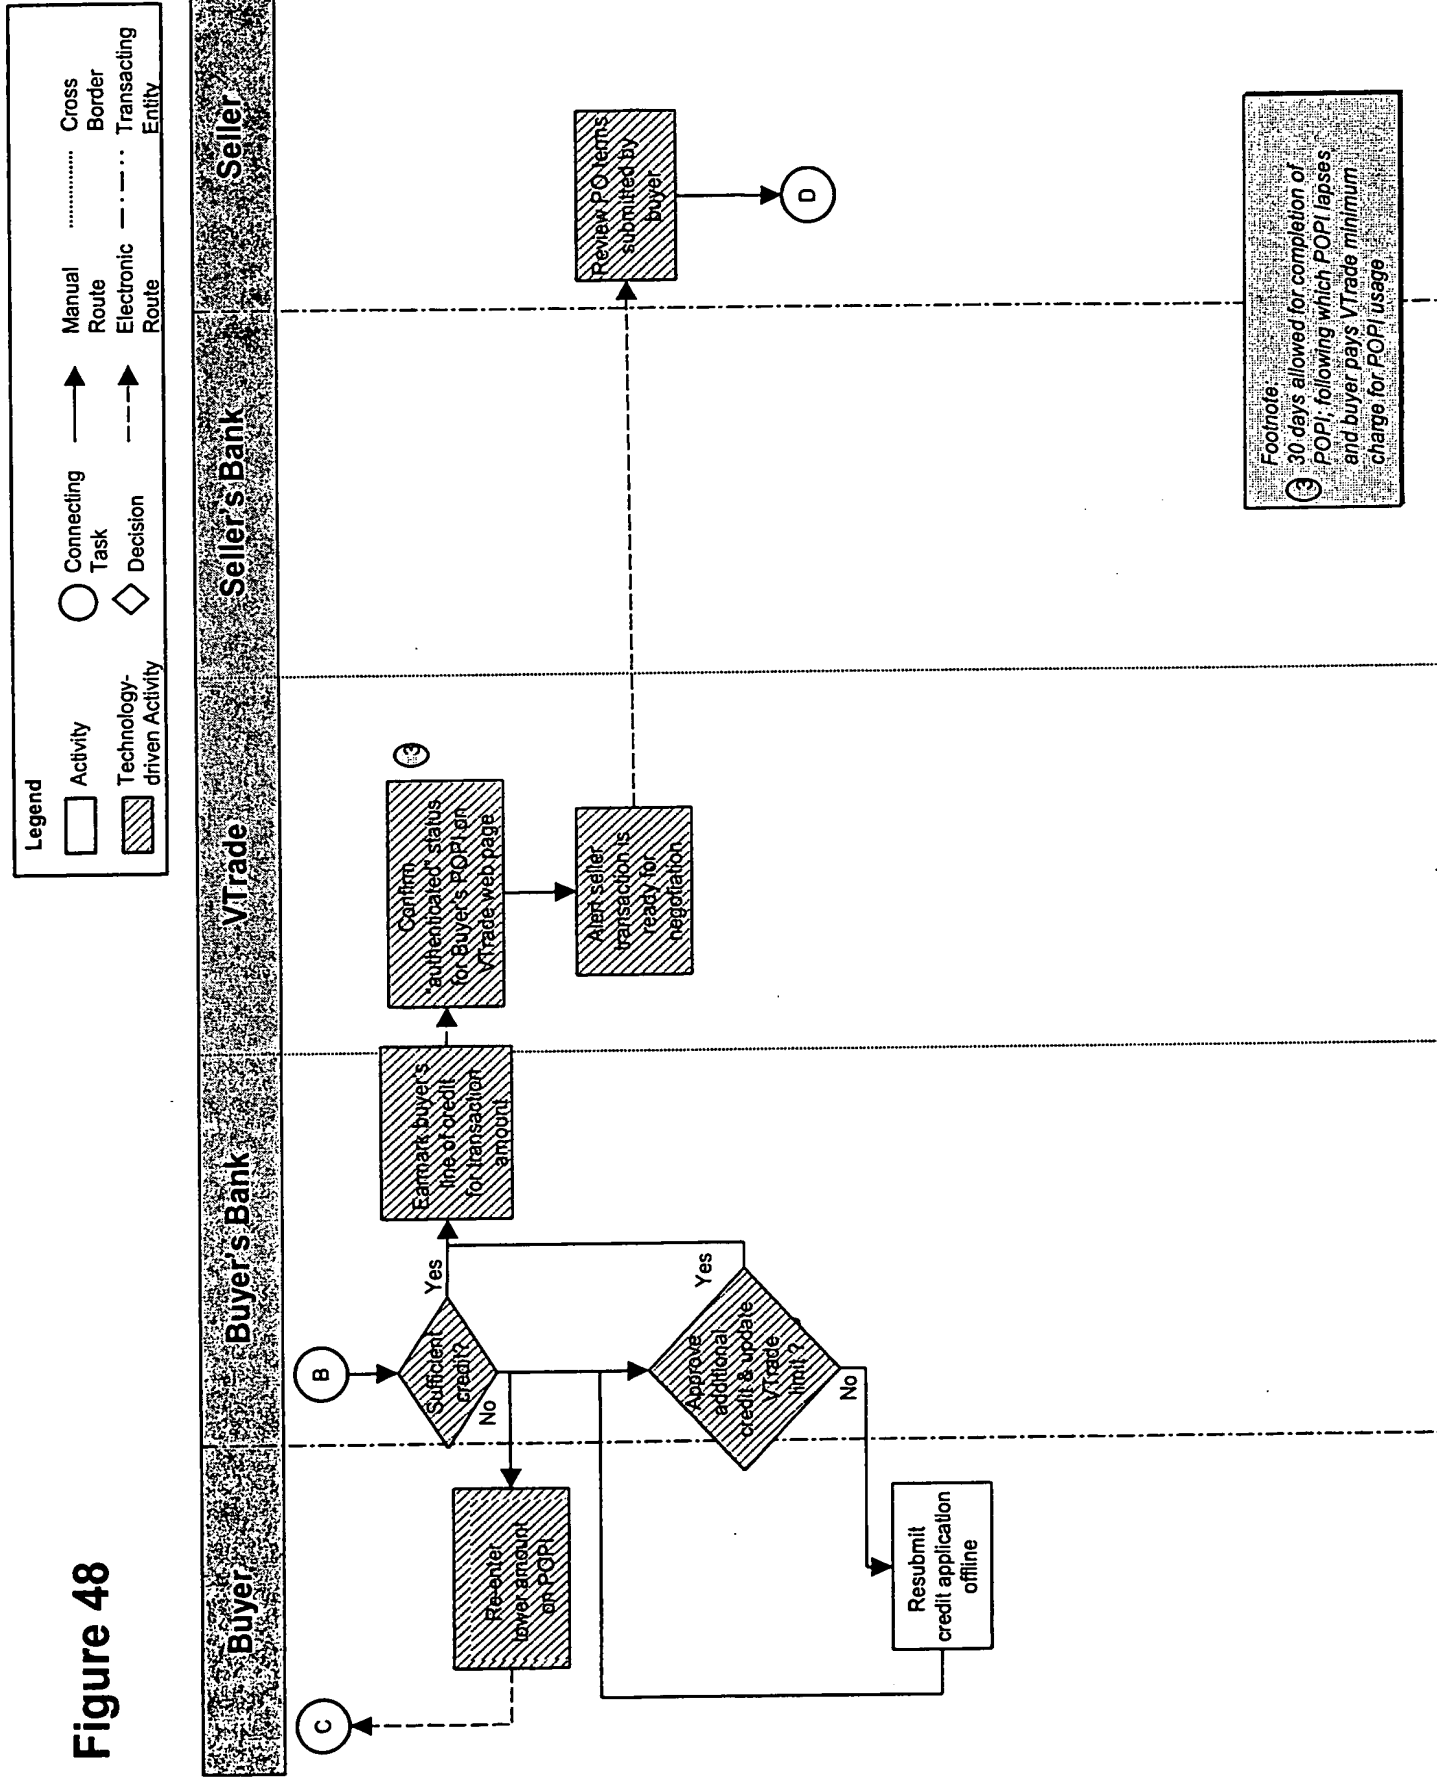 Figure 48
Legend
Activity
Technology-
driven Activity
Connecting
Task
Decision
Manual
Route
Electronic
Route
Cross
Border
Transacting
Entity
Buyer
Buyer's Bank
VTrade
Seller's Bank
Seller
C
B
Sufficient
credit?
Yes
No
Re-enter
lower amount
on POPI
Earmark buyer's
line of credit
for transaction
amount
Confirm
"authenticated" status
for Buyer's POPI on
VTrade web page
3
Alert seller
transaction is
ready for
negotiation
Review PO terms
submitted by
buyer
D
Approve
additional
credit & update
VTrade
limit?
Yes
No
Resubmit
credit application
offline
Footnote:
3 30 days allowed for completion of
POPI; following which POPI lapses
and buyer pays VTrade minimum
charge for POPI usage